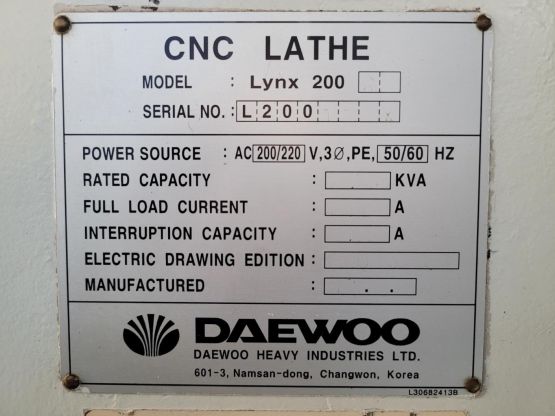 CNC LATHE
MODEL : Lynx 200
SERIAL NO. : L200
POWER SOURCE : AC 200/220 V,3Ø,PE, 50/60 HZ
RATED CAPACITY : KVA
FULL LOAD CURRENT : A
INTERRUPTION CAPACITY : A
ELECTRIC DRAWING EDITION :
MANUFACTURED : . .
DAEWOO
DAEWOO HEAVY INDUSTRIES LTD.
601-3, Namsan-dong, Changwon, Korea
L30682413B